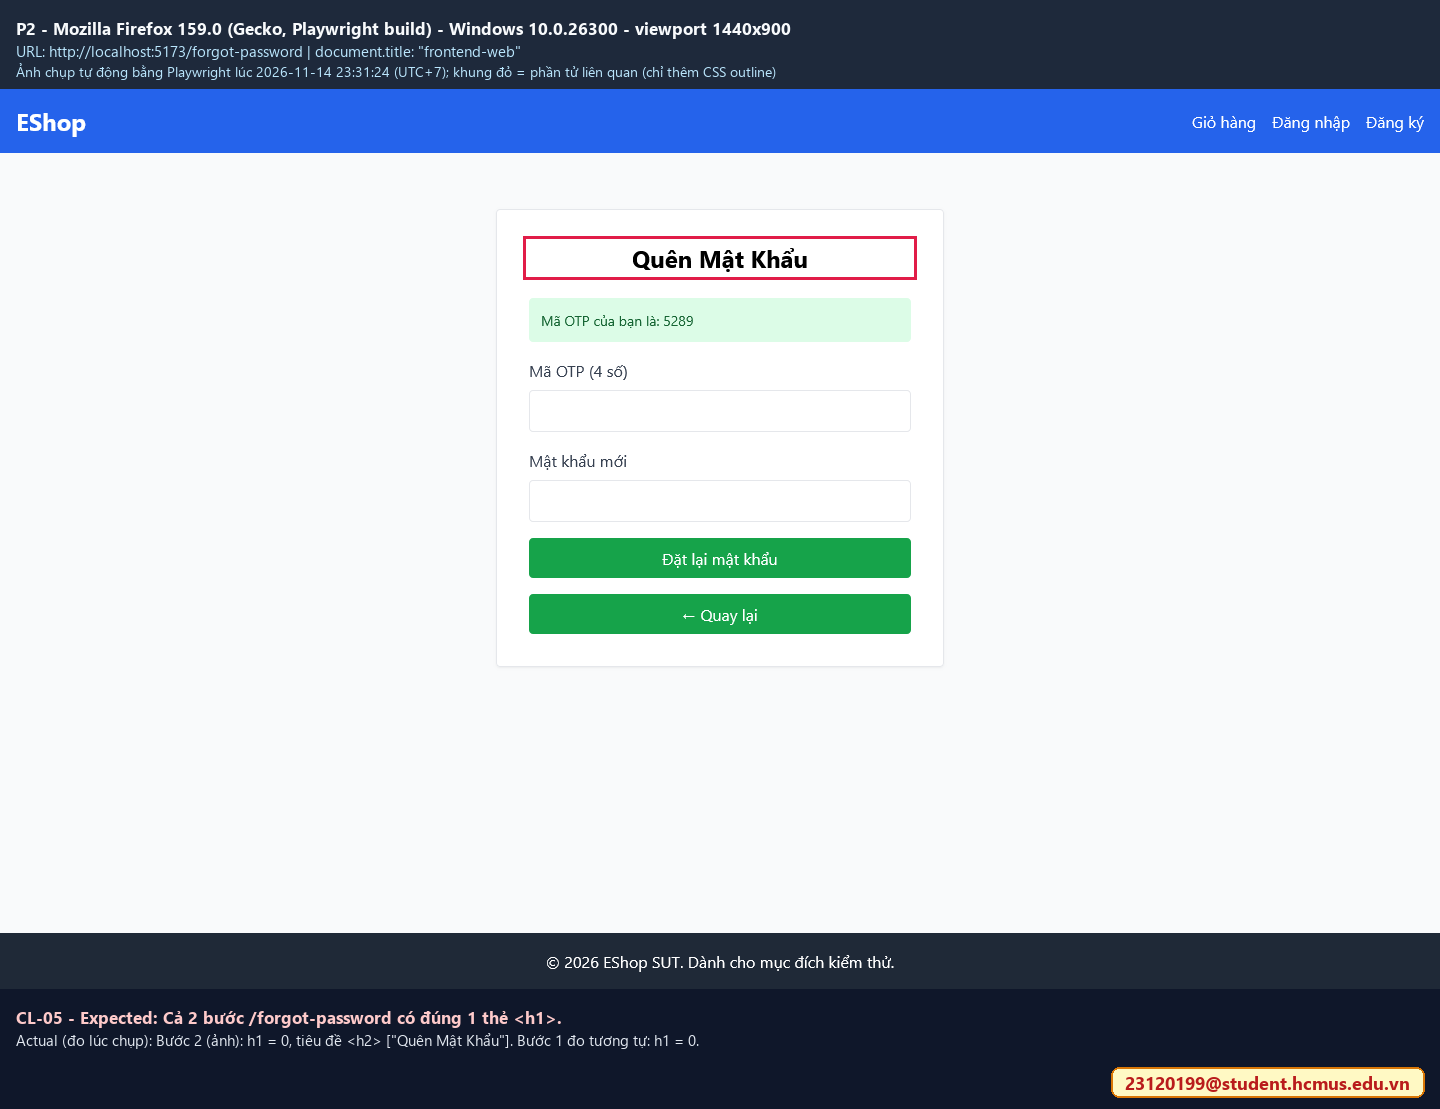 P2 - Mozilla Firefox 159.0 (Gecko, Playwright build) - Windows 10.0.26300 - viewport 1440x900
URL: http://localhost:5173/forgot-password | document.title: "frontend-web"
Ảnh chụp tự động bằng Playwright lúc 2026-11-14 23:31:24 (UTC+7); khung đỏ = phần tử liên quan (chỉ thêm CSS outline)
EShop
Giỏ hàng Đăng nhập Đăng ký
Quên Mật Khẩu
Mã OTP của bạn là: 5289
Mã OTP (4 số)
Mật khẩu mới
Đặt lại mật khẩu
← Quay lại
© 2026 EShop SUT. Dành cho mục đích kiểm thử.
CL-05 - Expected: Cả 2 bước /forgot-password có đúng 1 thẻ <h1>.
Actual (đo lúc chụp): Bước 2 (ảnh): h1 = 0, tiêu đề <h2> ["Quên Mật Khẩu"]. Bước 1 đo tương tự: h1 = 0.
23120199@student.hcmus.edu.vn